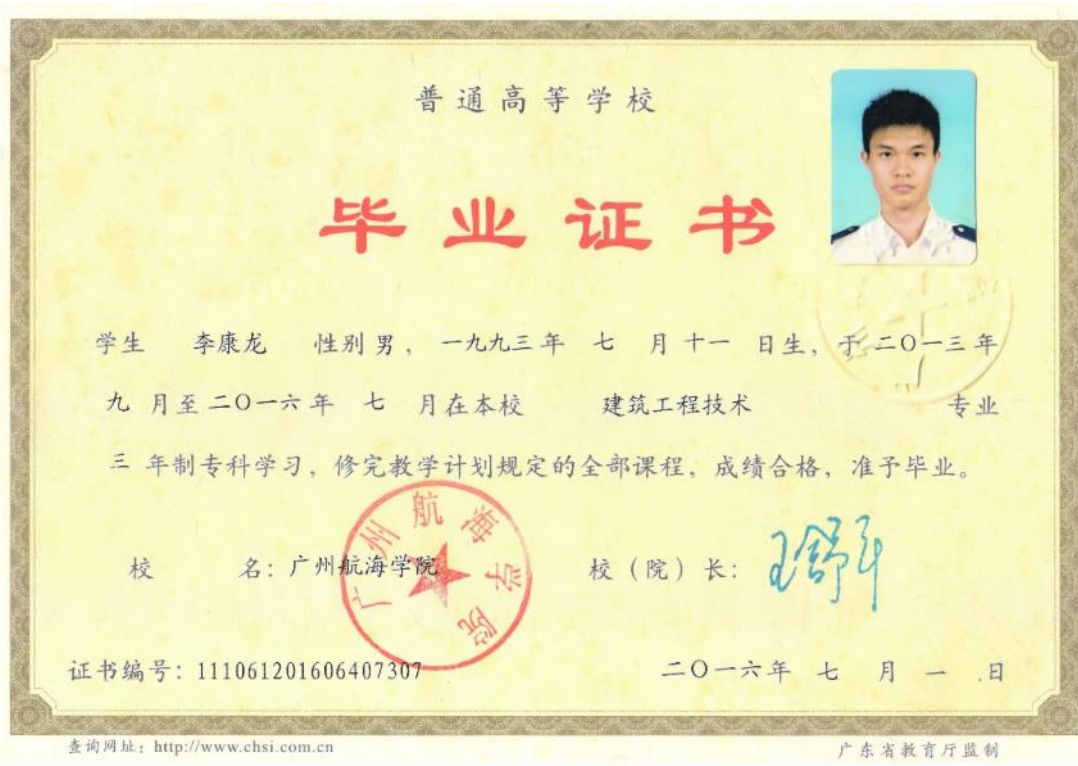 普通高等学校
毕业证书
学生 李康龙 性别男，一九九三年 七 月十一 日生，于二〇一三年
九 月至二〇一六年 七 月在本校 建筑工程技术 专业
三 年制专科学习，修完教学计划规定的全部课程，成绩合格，准予毕业。
广州航海学院
校 名：广州航海学院 校（院）长：
证书编号：111061201606407307 二〇一六年 七 月 一 日
查询网址：http://www.chsi.com.cn 广东省教育厅监制